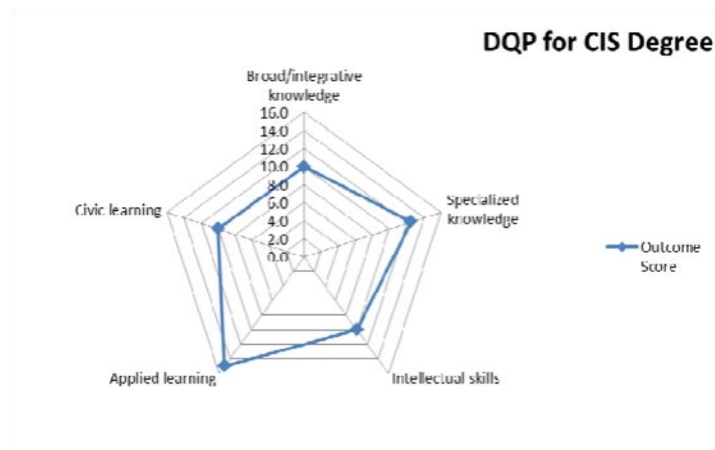 DQP for CIS Degree
Broad/integrative
knowledge
16.0
14.0
12.0
10.0
8.0
6.0
4.0
2.0
0.0
Specialized
knowledge
Civic learning
Outcome
Score
Applied learning
Intellectual skills